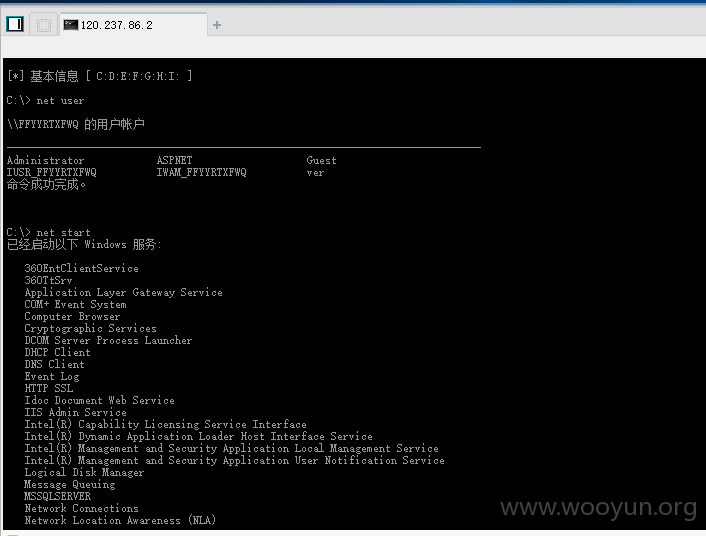 120.237.86.2
[*] 基本信息 [ C:D:E:F:G:H:I: ]
C:\> net user
\\FFYYRTXFWQ 的用户帐户
Administrator ASPNET Guest
IUSR_FFYYRTXFWQ IWAM_FFYYRTXFWQ ver
命令成功完成。
C:\> net start
已经启动以下 Windows 服务:
360EntClientService
360TtSrv
Application Layer Gateway Service
COM+ Event System
Computer Browser
Cryptographic Services
DCOM Server Process Launcher
DHCP Client
DNS Client
Event Log
HTTP SSL
Idoc Document Web Service
IIS Admin Service
Intel(R) Capability Licensing Service Interface
Intel(R) Dynamic Application Loader Host Interface Service
Intel(R) Management and Security Application Local Management Service
Intel(R) Management and Security Application User Notification Service
Logical Disk Manager
Message Queuing
MSSQLSERVER
Network Connections
Network Location Awareness (NLA)
www.wooyun.org